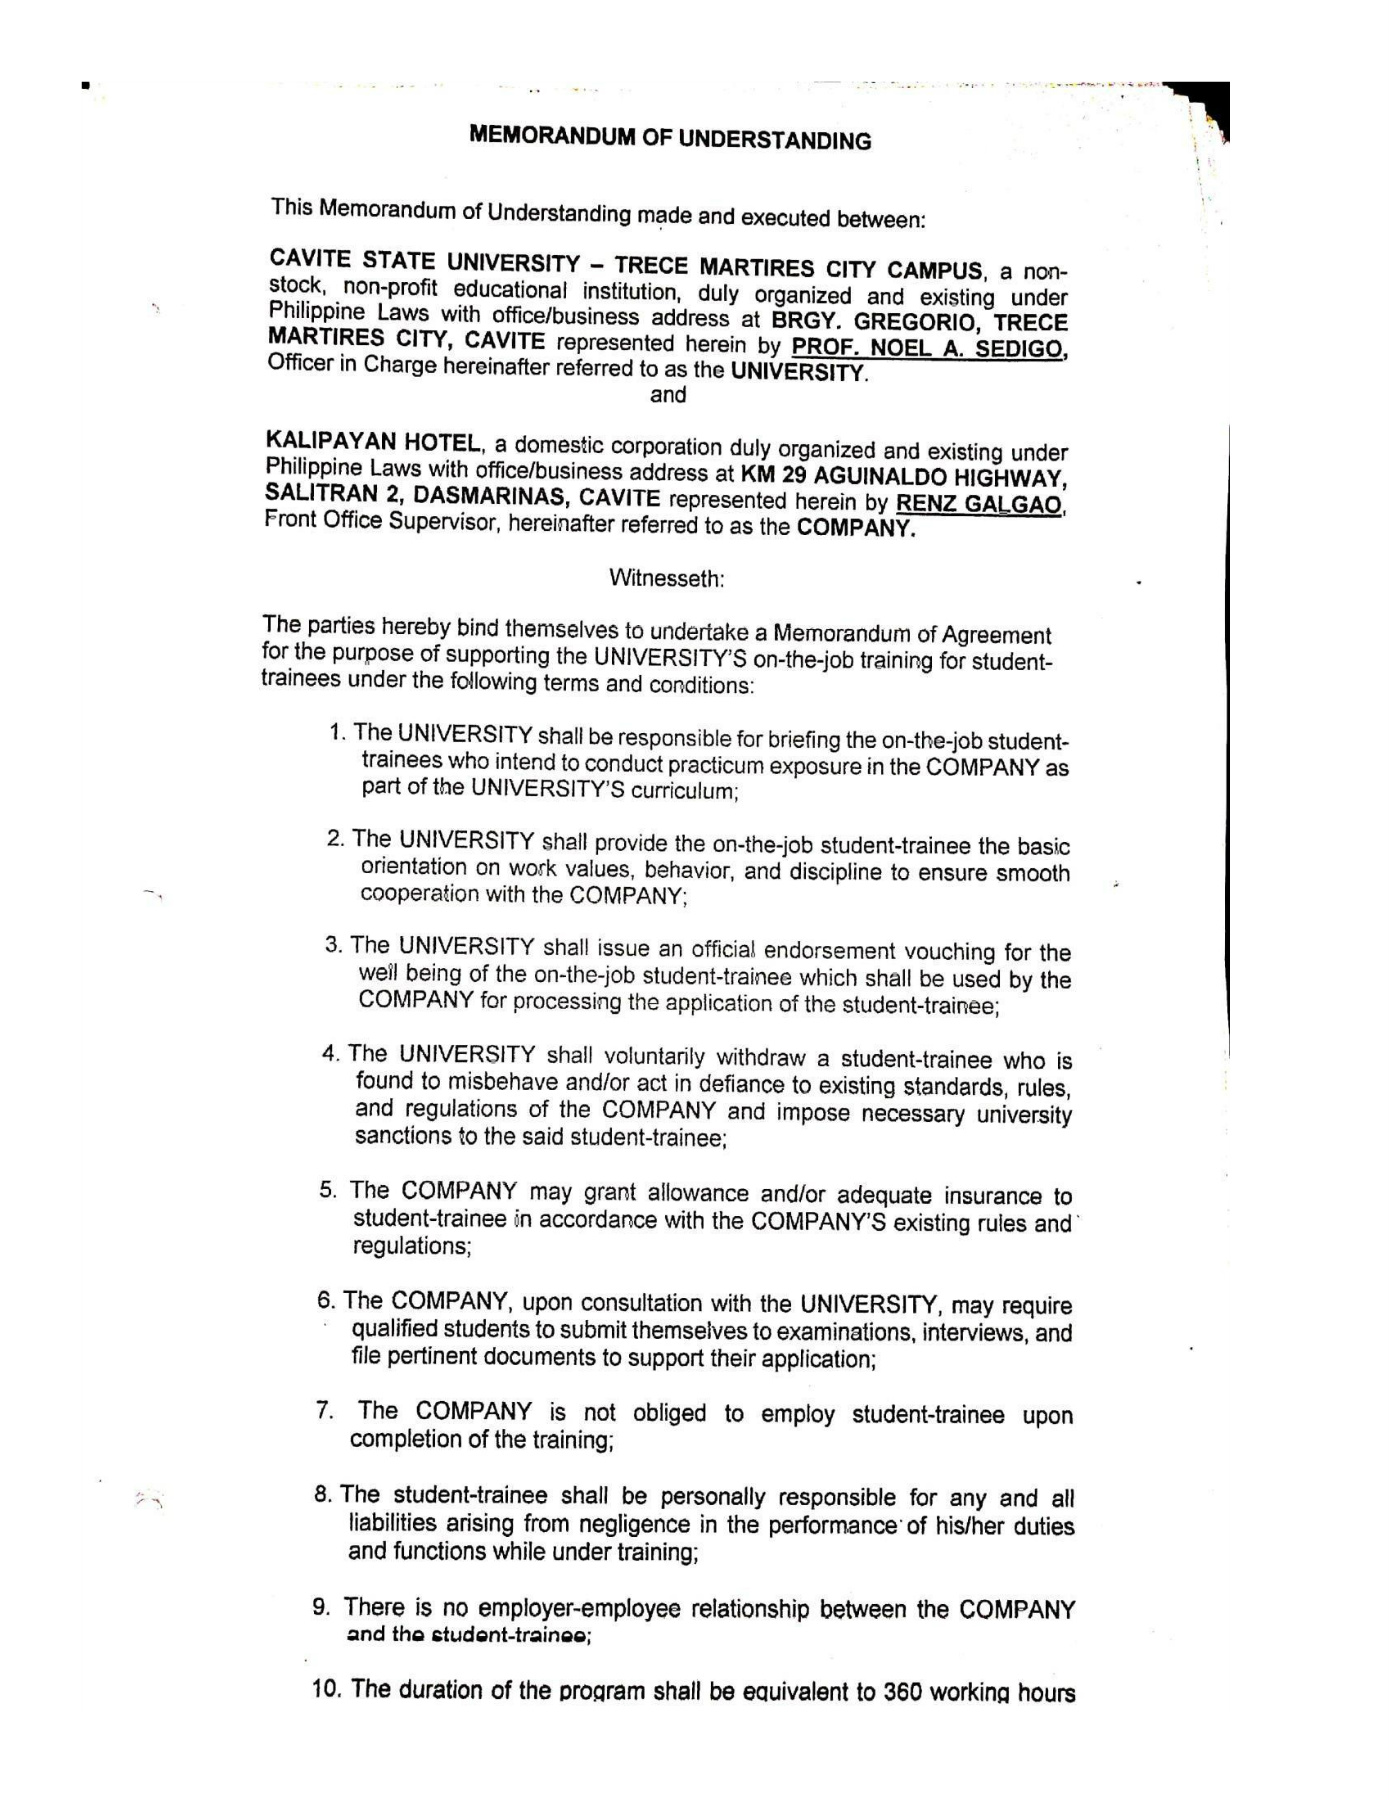 MEMORANDUM OF UNDERSTANDING
This Memorandum of Understanding made and executed between:
CAVITE STATE UNIVERSITY – TRECE MARTIRES CITY CAMPUS, a non-
stock, non-profit educational institution, duly organized and existing under
Philippine Laws with office/business address at BRGY. GREGORIO, TRECE
MARTIRES CITY, CAVITE represented herein by PROF. NOEL A. SEDIGO,
Officer in Charge hereinafter referred to as the UNIVERSITY.
and
KALIPAYAN HOTEL, a domestic corporation duly organized and existing under
Philippine Laws with office/business address at KM 29 AGUINALDO HIGHWAY,
SALITRAN 2, DASMARINAS, CAVITE represented herein by RENZ GALGAO,
Front Office Supervisor, hereinafter referred to as the COMPANY.
Witnesseth:
The parties hereby bind themselves to undertake a Memorandum of Agreement
for the purpose of supporting the UNIVERSITY'S on-the-job training for student-
trainees under the following terms and conditions:
1. The UNIVERSITY shall be responsible for briefing the on-the-job student-
trainees who intend to conduct practicum exposure in the COMPANY as
part of the UNIVERSITY'S curriculum;
2. The UNIVERSITY shall provide the on-the-job student-trainee the basic
orientation on work values, behavior, and discipline to ensure smooth
cooperation with the COMPANY;
3. The UNIVERSITY shall issue an official endorsement vouching for the
well being of the on-the-job student-trainee which shall be used by the
COMPANY for processing the application of the student-trainee;
4. The UNIVERSITY shall voluntarily withdraw a student-trainee who is
found to misbehave and/or act in defiance to existing standards, rules,
and regulations of the COMPANY and impose necessary university
sanctions to the said student-trainee;
5. The COMPANY may grant allowance and/or adequate insurance to
student-trainee in accordance with the COMPANY'S existing rules and
regulations;
6. The COMPANY, upon consultation with the UNIVERSITY, may require
qualified students to submit themselves to examinations, interviews, and
file pertinent documents to support their application;
7. The COMPANY is not obliged to employ student-trainee upon
completion of the training;
8. The student-trainee shall be personally responsible for any and all
liabilities arising from negligence in the performance of his/her duties
and functions while under training;
9. There is no employer-employee relationship between the COMPANY
and the student-trainee;
10. The duration of the program shall be equivalent to 360 working hours